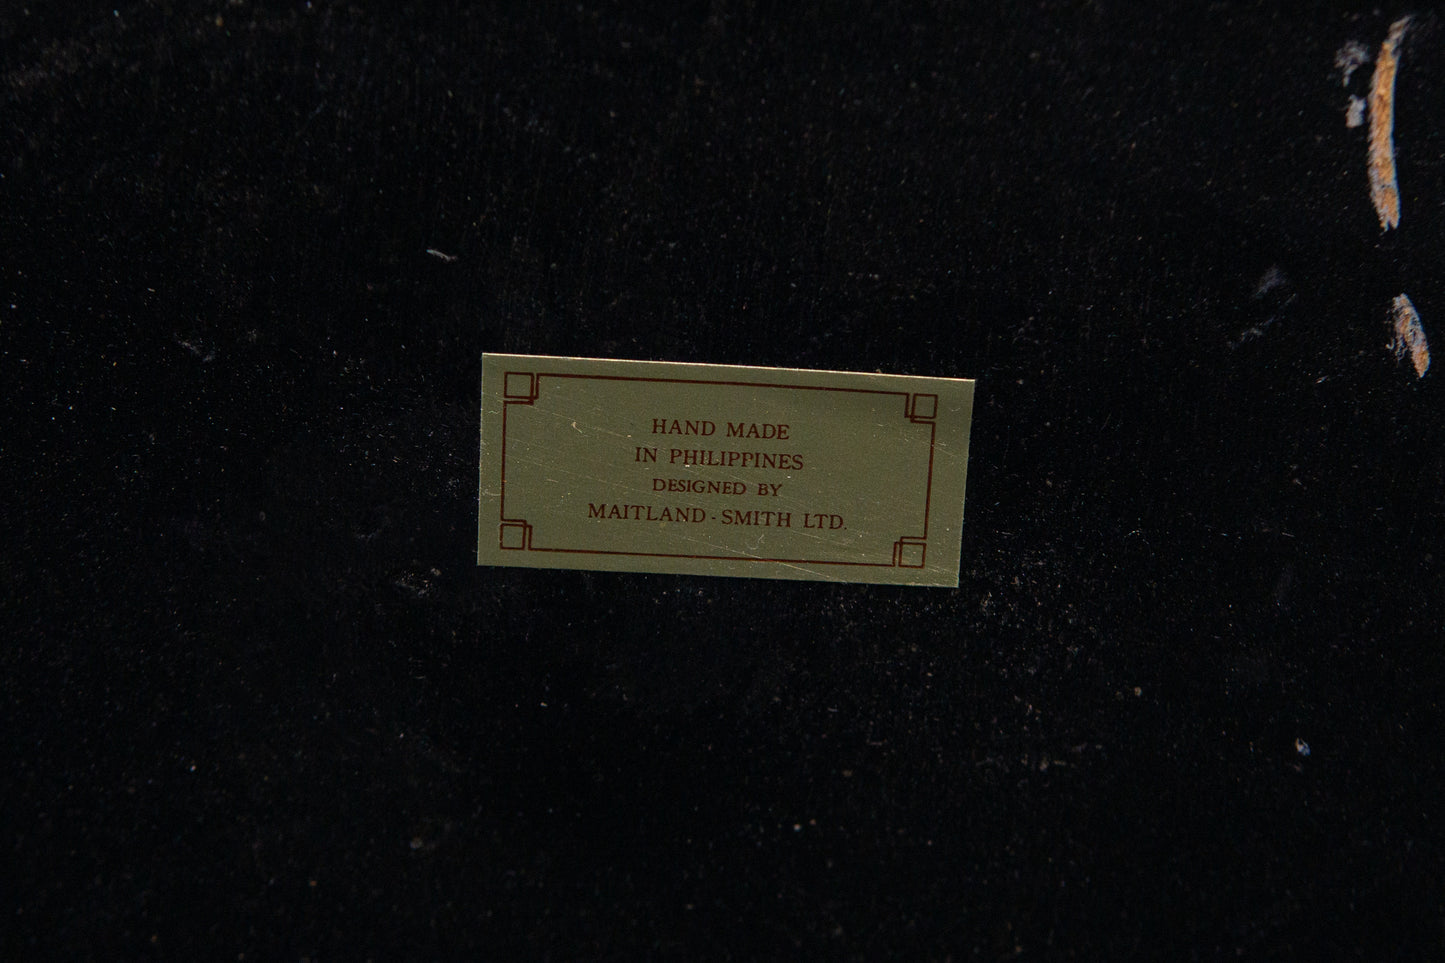 HAND MADE
IN PHILIPPINES
DESIGNED BY
MAITLAND-SMITH LTD.